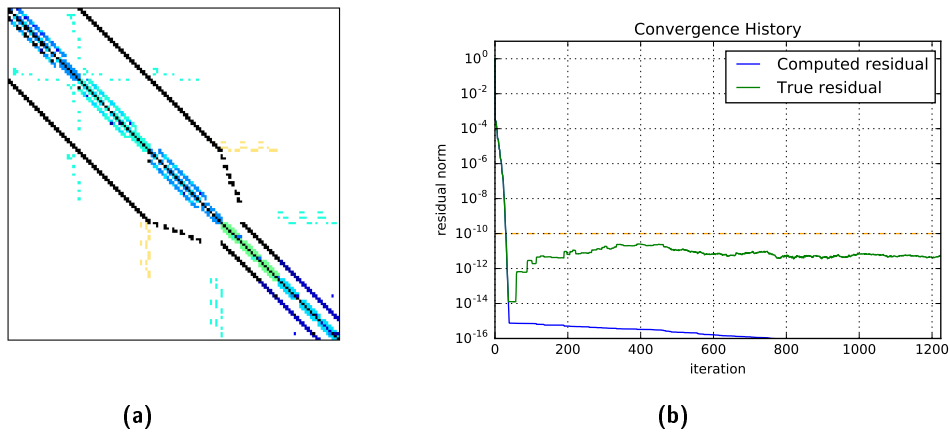 Convergence History
10^0
10^-2
10^-4
10^-6
10^-8
10^-10
10^-12
10^-14
10^-16
residual norm
Computed residual
True residual
0 200 400 600 800 1000 1200
iteration
(a) (b)